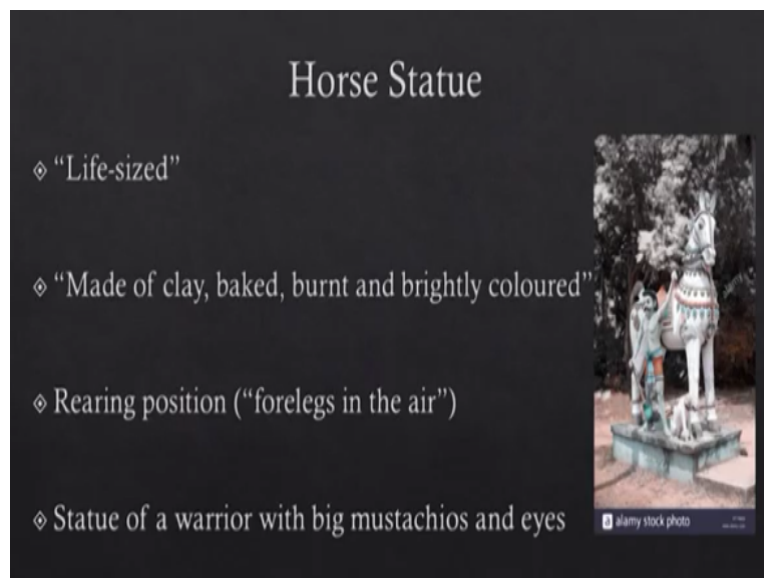 Horse Statue
“Life-sized”
“Made of clay, baked, burnt and brightly coloured”
Rearing position (“forelegs in the air”)
Statue of a warrior with big mustachios and eyes
a alamy stock photo